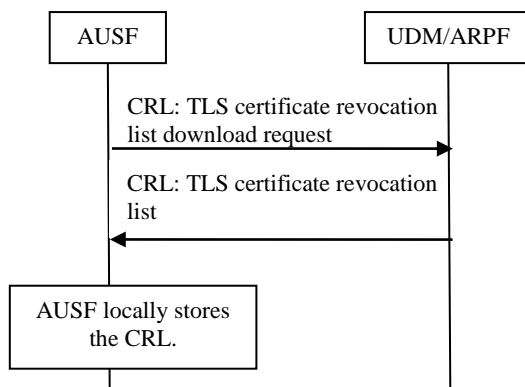 AUSF
UDM/ARPF
CRL: TLS certificate revocation
list download request
CRL: TLS certificate revocation
list
AUSF locally stores
the CRL.